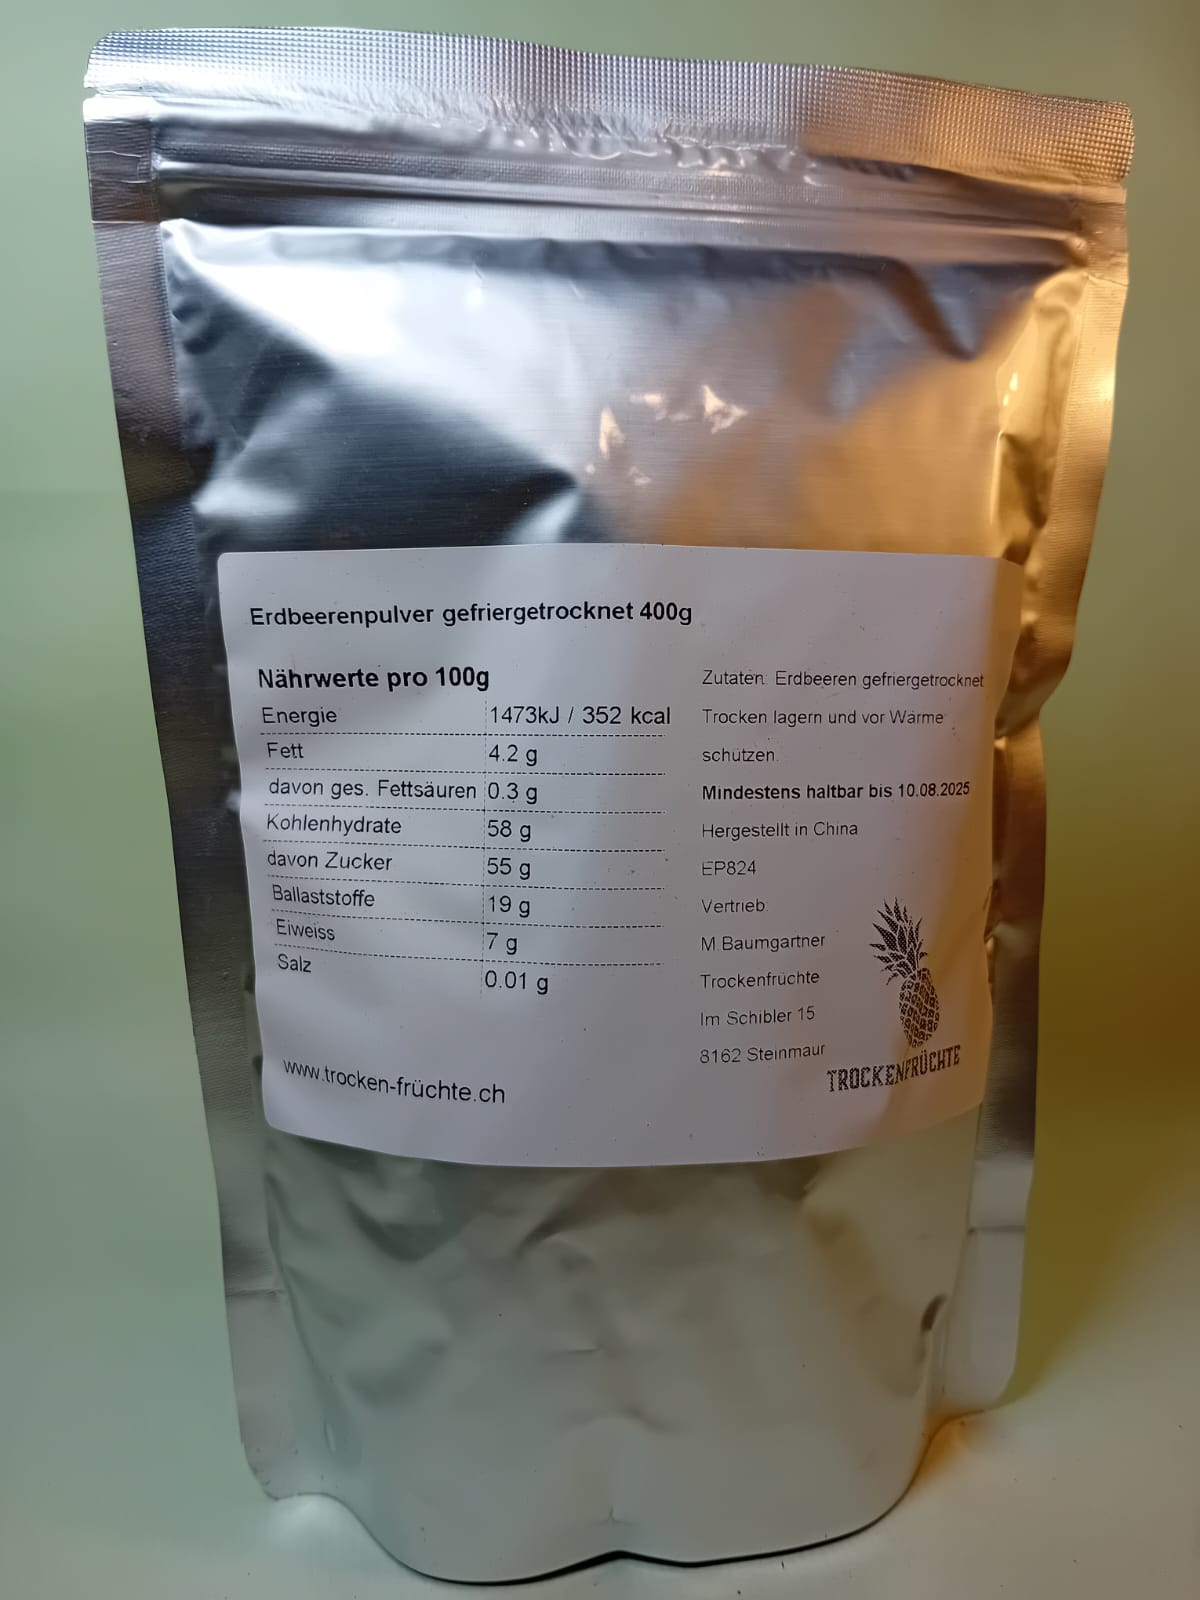 Erdbeerenpulver gefriergetrocknet 400g
Nährwerte pro 100g
Energie 1473kJ / 352 kcal
Fett 4.2 g
davon ges. Fettsäuren 0.3 g
Kohlenhydrate 58 g
davon Zucker 55 g
Ballaststoffe 19 g
Eiweiss 7 g
Salz 0.01 g
www.trocken-früchte.ch
Zutaten: Erdbeeren gefriergetrocknet
Trocken lagern und vor Wärme
schützen.
Mindestens haltbar bis 10.08.2025
Hergestellt in China
EP824
Vertrieb:
M.Baumgartner
Trockenfrüchte
Im Schibler 15
8162 Steinmaur
TROCKENFRÜCHTE